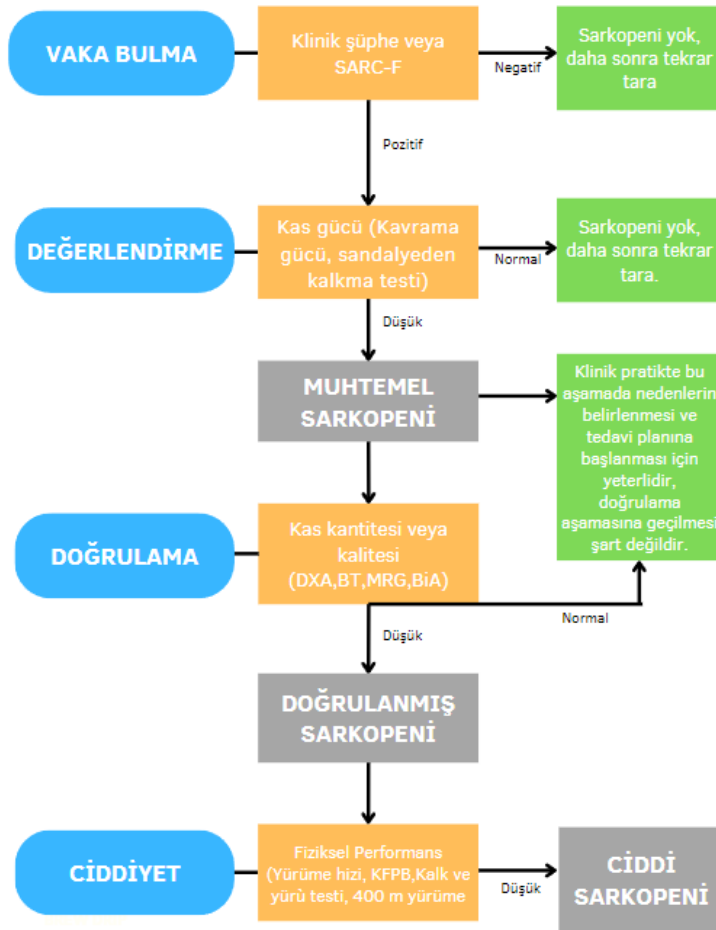 VAKA BULMA
Klinik şüphe veya
SARC-F
Negatif
Sarkopeni yok,
daha sonra tekrar
tara
Pozitif
DEĞERLENDİRME
Kas gücü (Kavrama
gücü, sandalyeden
kalkma testi)
Normal
Sarkopeni yok,
daha sonra tekrar
tara.
Düşük
MUHTEMEL
SARKOPENİ
Klinik pratikte bu
aşamada nedenlerin
belirlenmesi ve
tedavi planına
başlanması için
yeterlidir,
doğrulama
aşamasına geçilmesi
şart değildir.
DOĞRULAMA
Kas kantitesi veya
kalitesi
(DXA,BT,MRG,BiA)
Normal
Düşük
DOĞRULANMIŞ
SARKOPENİ
CİDDİYET
Fiziksel Performans
(Yürüme hizi, KFPB,Kalk ve
yürù testi, 400 m yürüme
Düşük
CİDDİ
SARKOPENİ